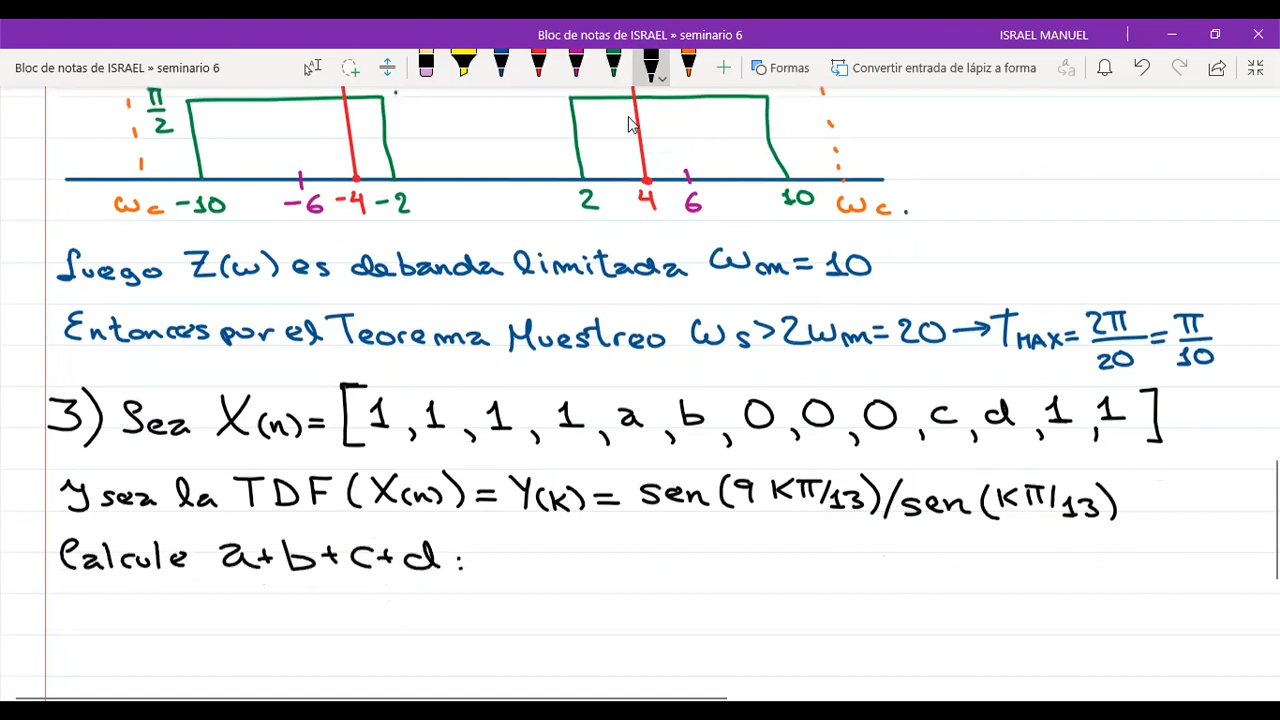 Bloc de notas de ISRAEL » seminario 6
ISRAEL MANUEL
Bloc de notas de ISRAEL » seminario 6
Formas
Convertir entrada de lápiz a forma
π/2
ωc -10 -6 -4 -2 2 4 6 10 ωc.
Luego Z(ω) es de banda limitada ωm = 10
Entonces por el Teorema Muestreo ωs > 2ωm = 20 → TMAX = 2π/20 = π/10
3) Sea X(n) = [1, 1, 1, 1, a, b, 0, 0, 0, c, d, 1, 1]
y sea la TDF (X(n)) = Y(k) = sen (9 Kπ/13) / sen (Kπ/13)
Calcule a+b+c+d :